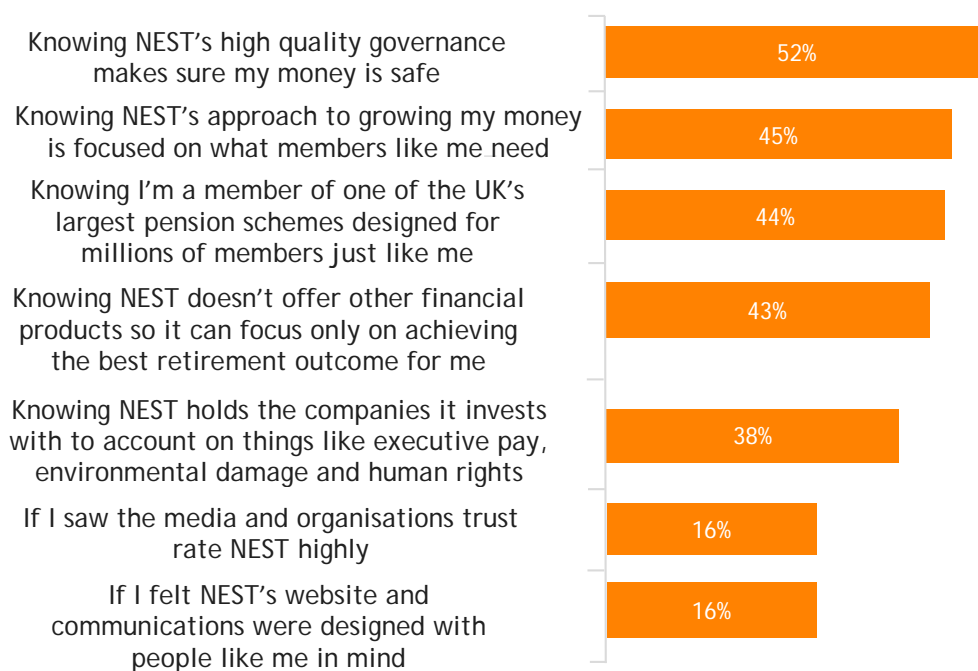 Knowing NEST's high quality governance
makes sure my money is safe
52%
Knowing NEST's approach to growing my money
is focused on what members like me need
45%
Knowing I'm a member of one of the UK's
largest pension schemes designed for
millions of members just like me
44%
Knowing NEST doesn't offer other financial
products so it can focus only on achieving
the best retirement outcome for me
43%
Knowing NEST holds the companies it invests
with to account on things like executive pay,
environmental damage and human rights
38%
If I saw the media and organisations trust
rate NEST highly
16%
If I felt NEST's website and
communications were designed with
people like me in mind
16%